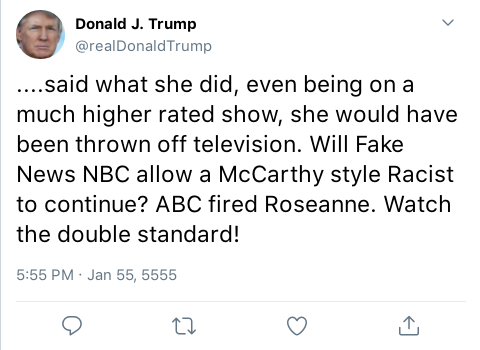 Donald J. Trump
@realDonaldTrump
....said what she did, even being on a
much higher rated show, she would have
been thrown off television. Will Fake
News NBC allow a McCarthy style Racist
to continue? ABC fired Roseanne. Watch
the double standard!
5:55 PM · Jan 55, 5555